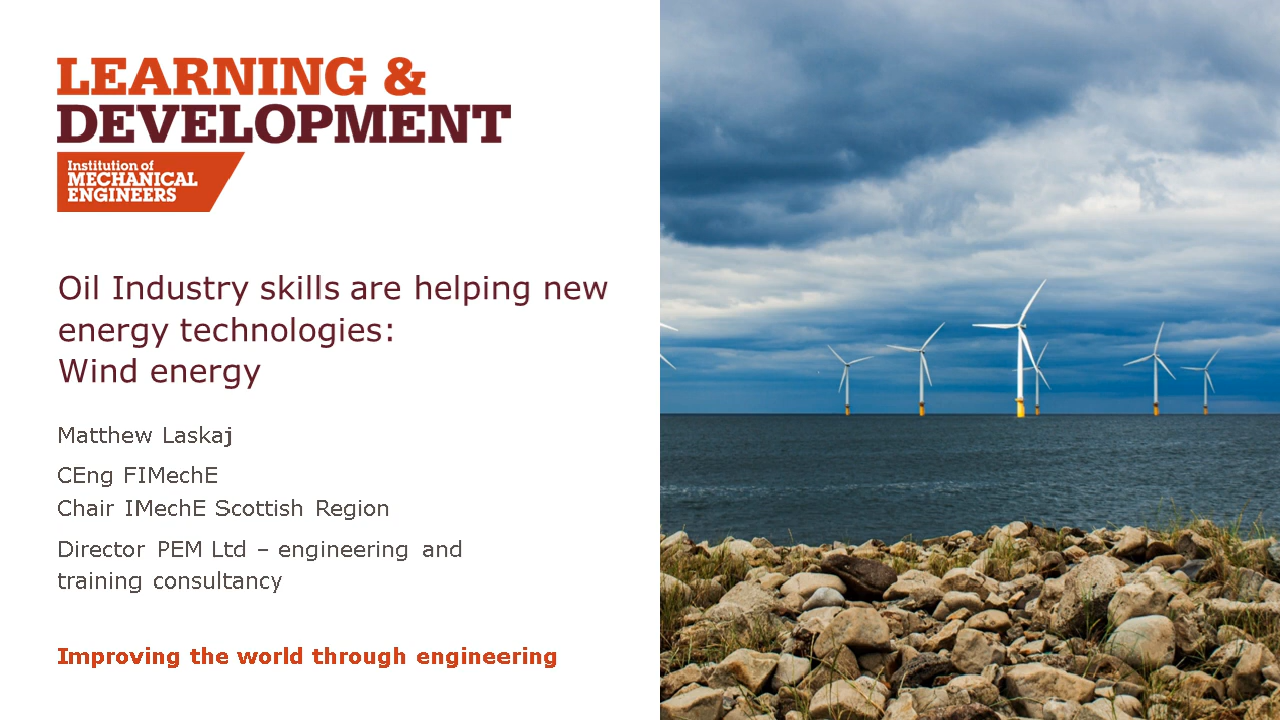 LEARNING &
DEVELOPMENT
Institution of
MECHANICAL
ENGINEERS
Oil Industry skills are helping new
energy technologies:
Wind energy
Matthew Laskaj
CEng FIMechE
Chair IMechE Scottish Region
Director PEM Ltd – engineering and
training consultancy
Improving the world through engineering